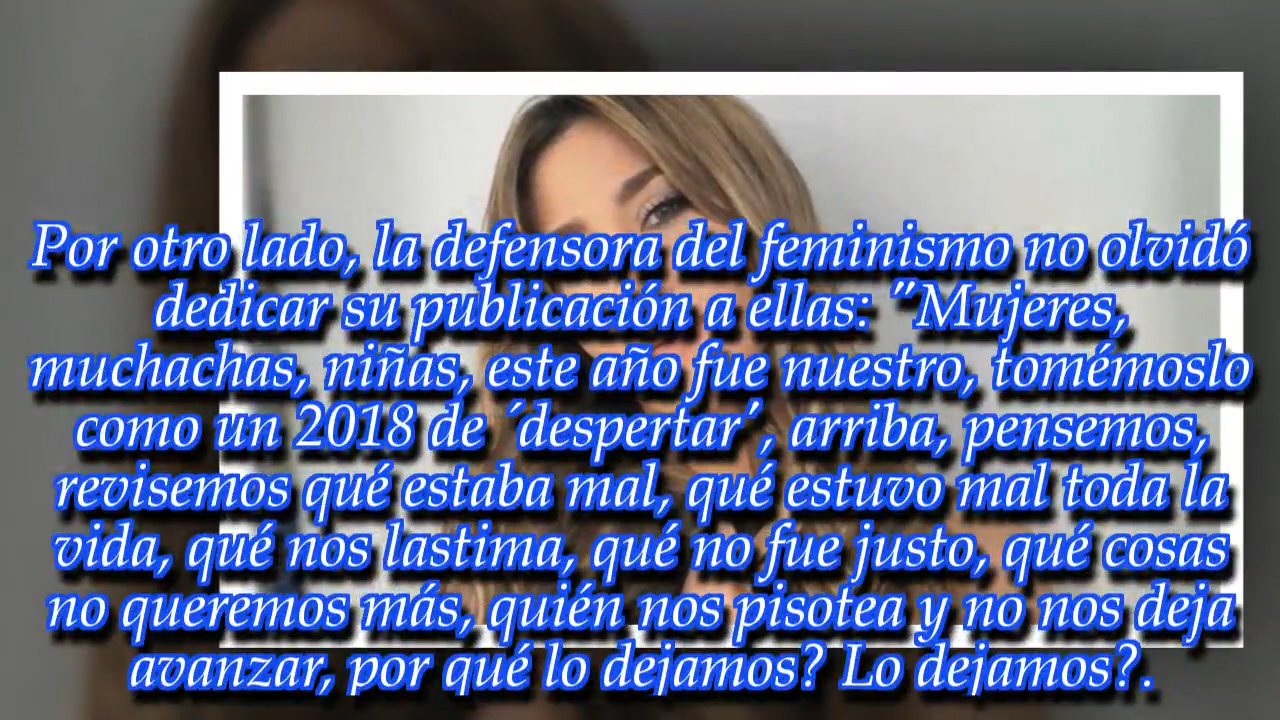 Por otro lado, la defensora del feminismo no olvidó
dedicar su publicación a ellas: "Mujeres,
muchachas, niñas, este año fue nuestro, tomémoslo
como un 2018 de ´despertar’, arriba, pensemos,
revisemos qué estaba mal, qué estuvo mal toda la
vida, qué nos lastima, qué no fue justo, qué cosas
no queremos más, quién nos pisotea y no nos deja
avanzar, por qué lo dejamos? Lo dejamos?.